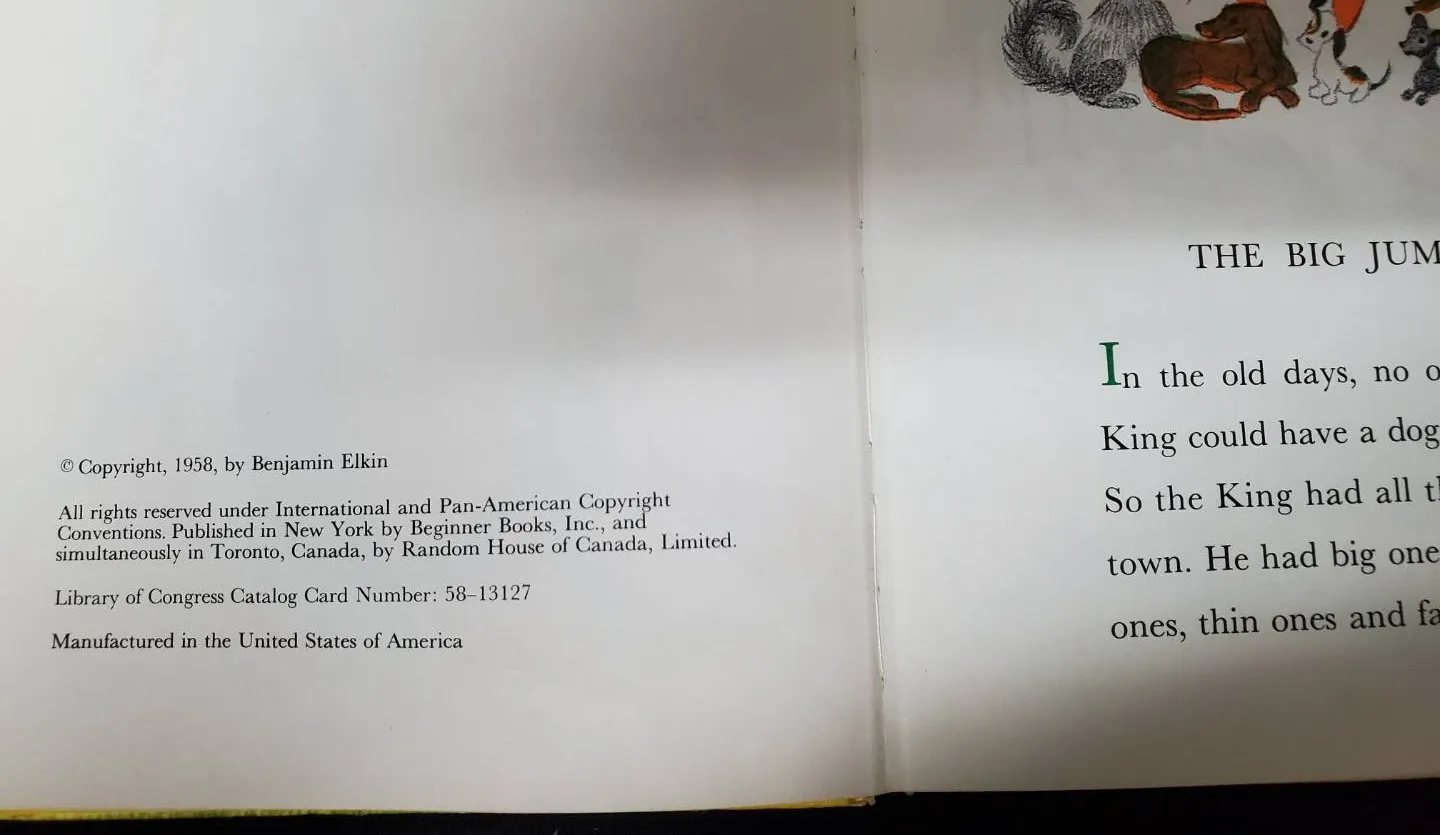 © Copyright, 1958, by Benjamin Elkin
All rights reserved under International and Pan-American Copyright
Conventions. Published in New York by Beginner Books, Inc., and
simultaneously in Toronto, Canada, by Random House of Canada, Limited.
Library of Congress Catalog Card Number: 58–13127
Manufactured in the United States of America
THE BIG JUM
In the old days, no o
King could have a dog
So the King had all t
town. He had big one
ones, thin ones and fa